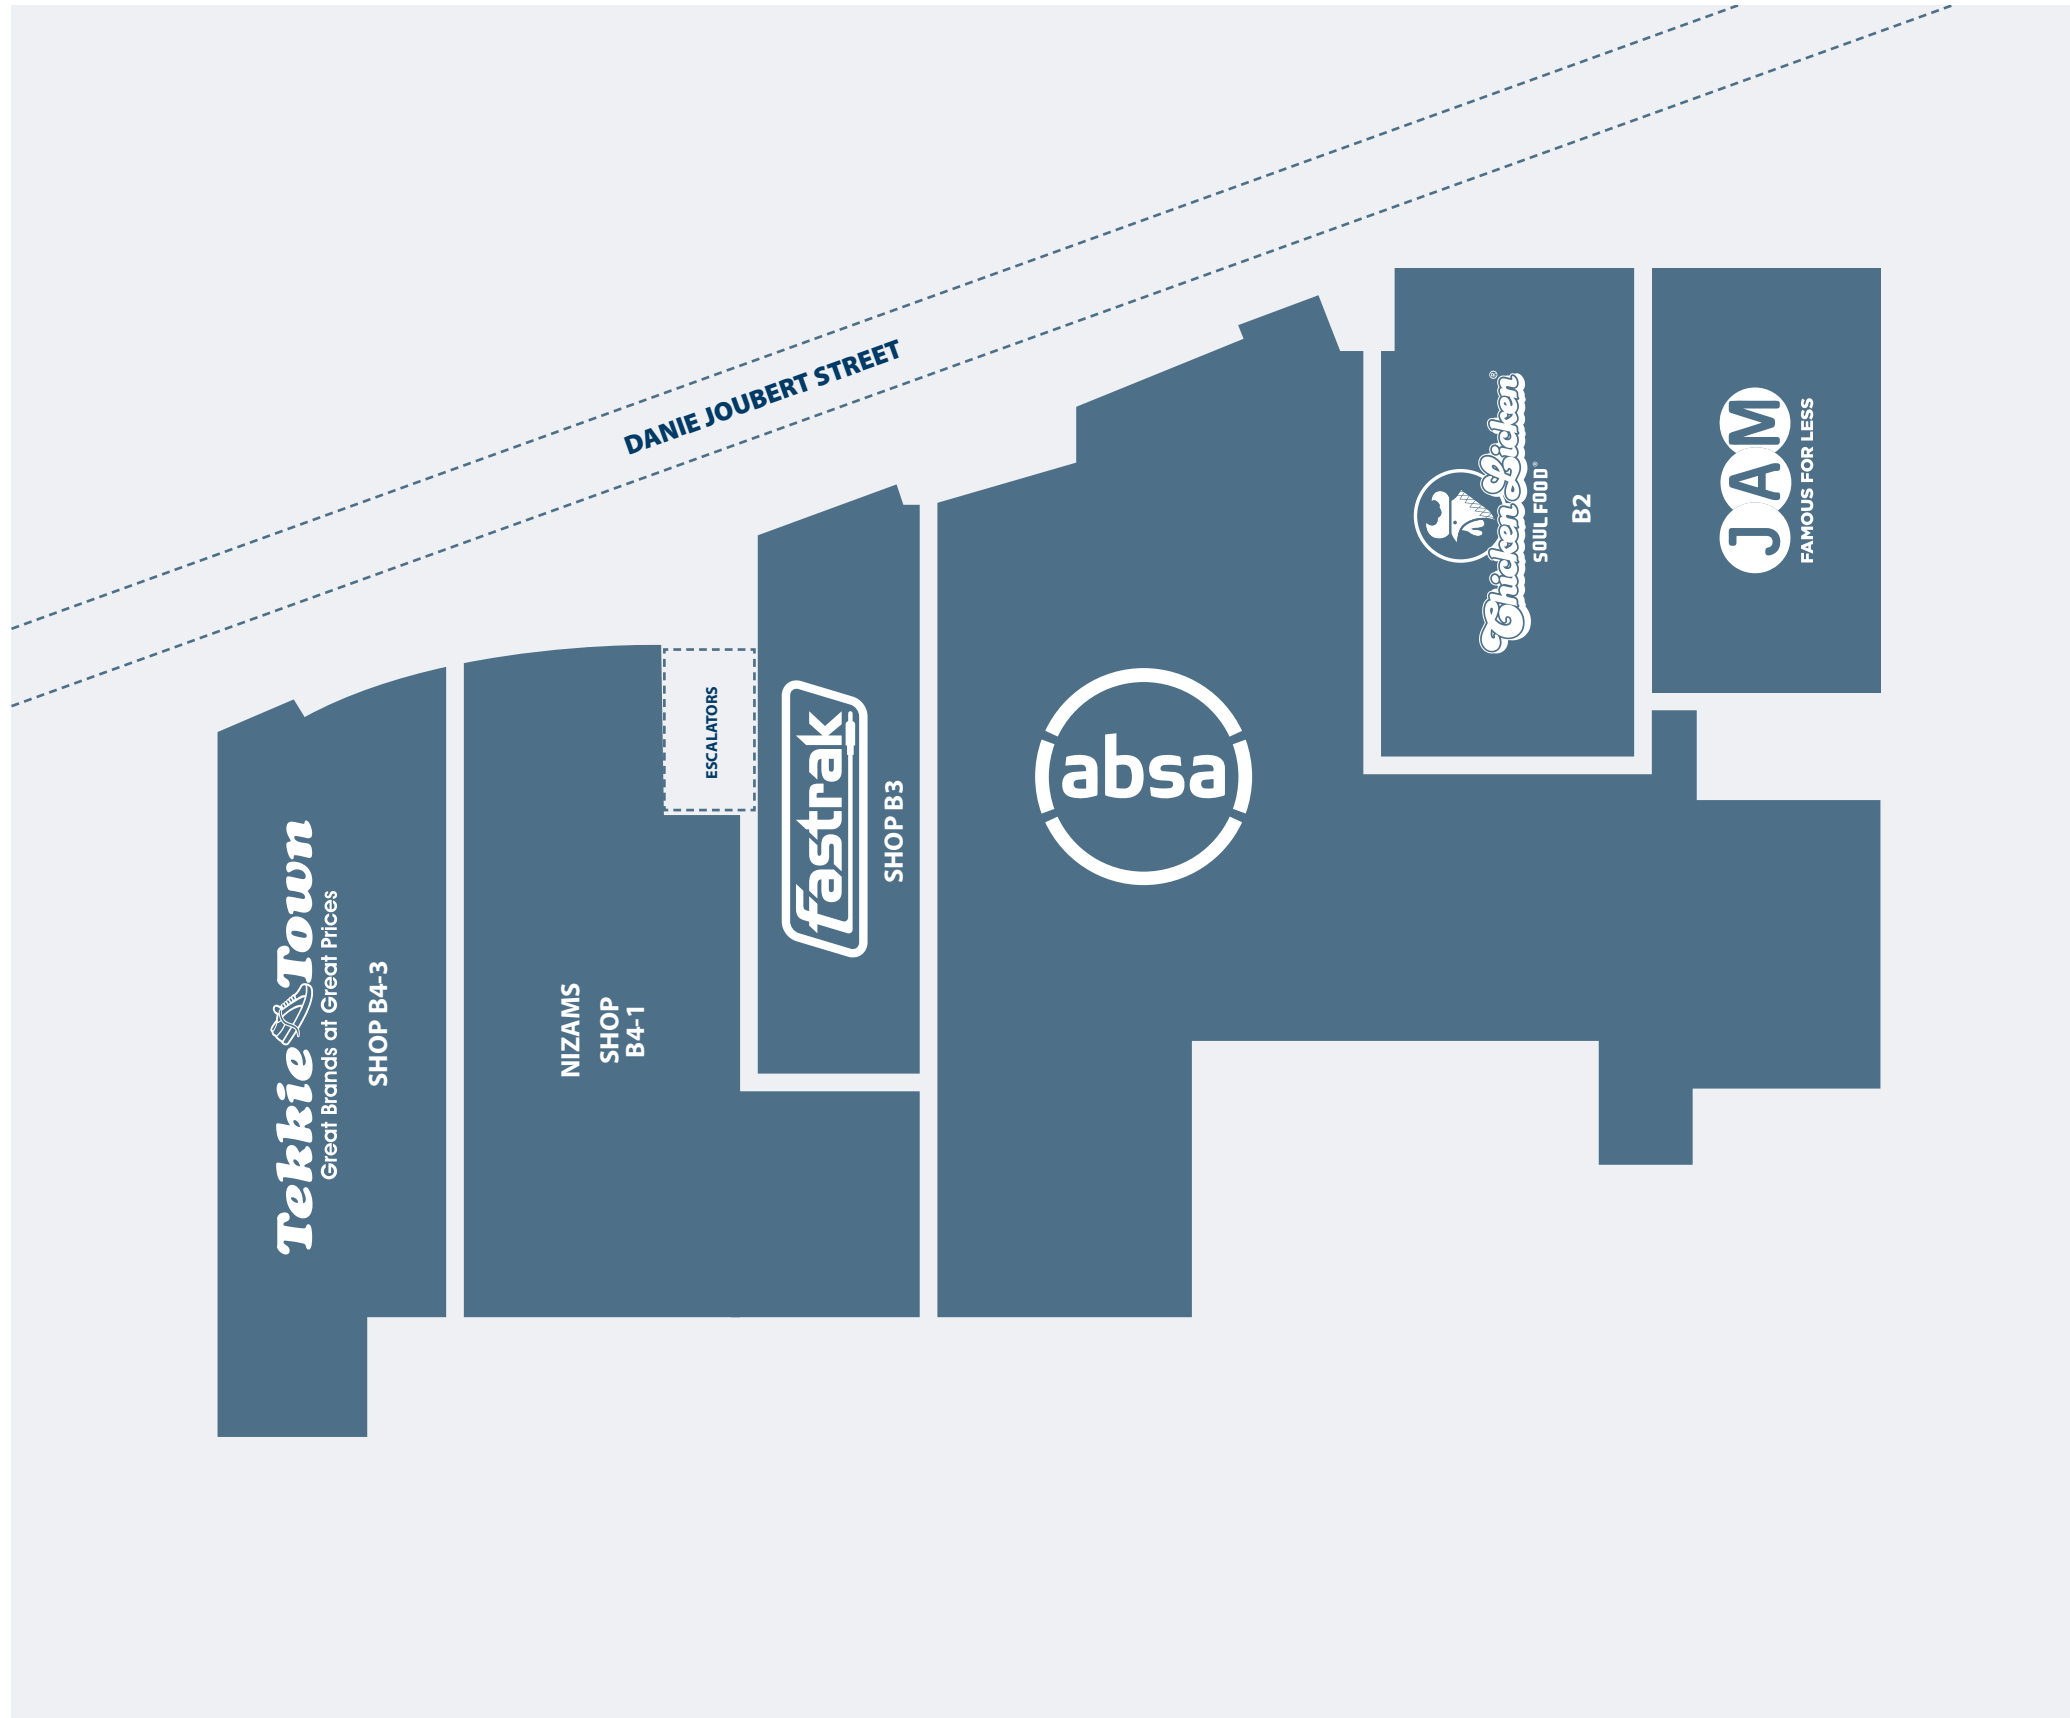 DANIE JOUBERT STREET
Tekkie Town
Great Brands at Great Prices
SHOP B4-3
NIZAMS
SHOP
B4-1
ESCALATORS
fastrak
SHOP B3
absa
Chicken Licken®
SOUL FOOD®
B2
JAM
FAMOUS FOR LESS